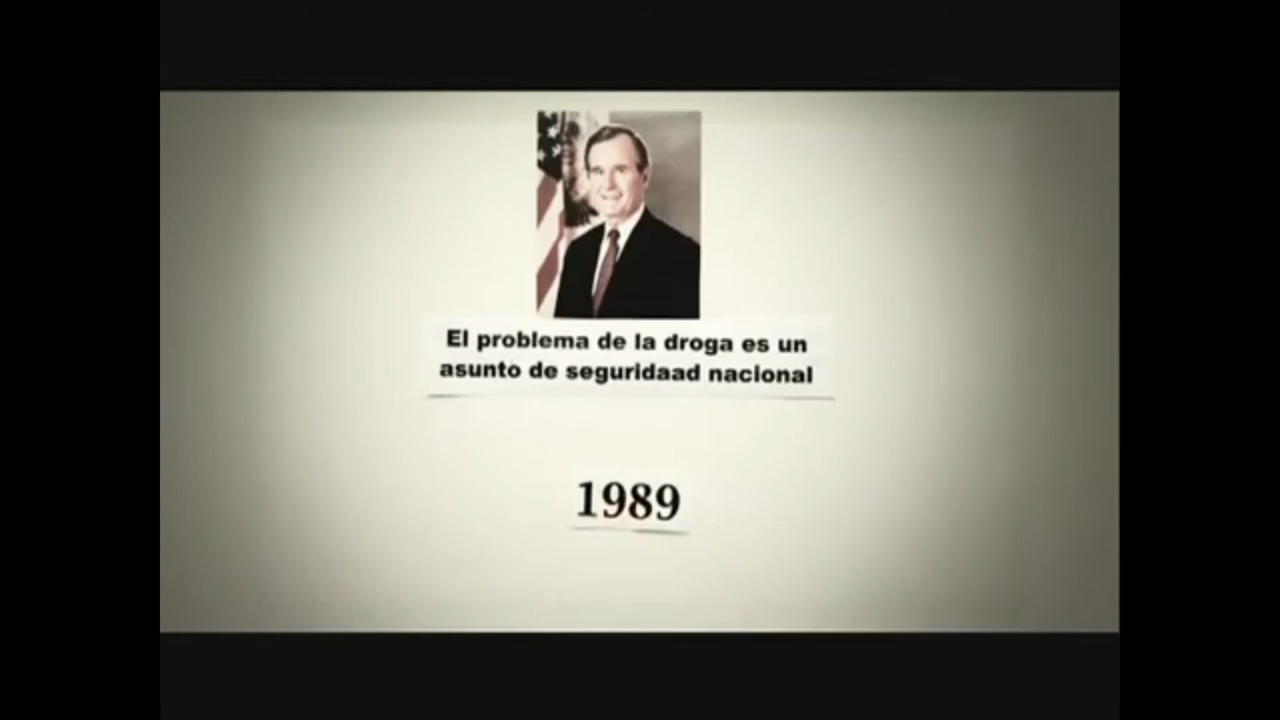 El problema de la droga es un
asunto de seguridaad nacional
1989